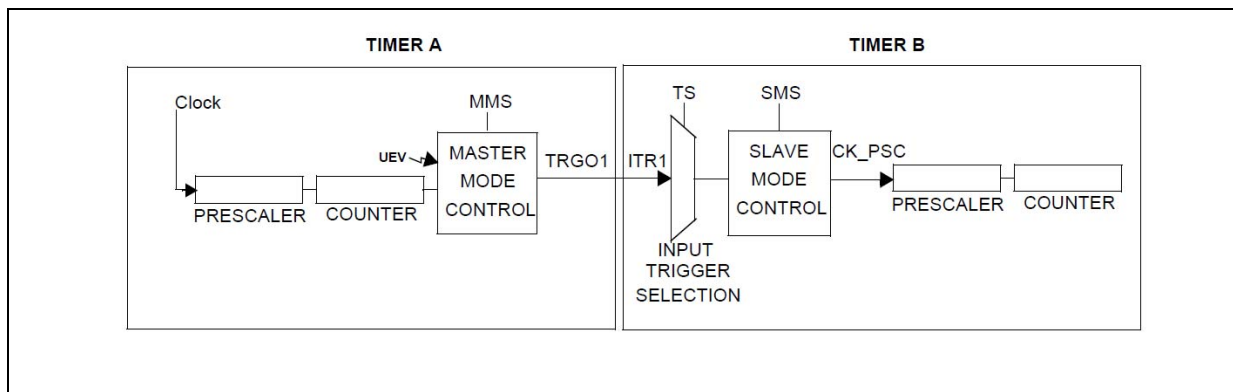 TIMER A
TIMER B
Clock
MMS
TS
SMS
UEV
MASTER
MODE
CONTROL
TRGO1
ITR1
SLAVE
MODE
CONTROL
CK_PSC
PRESCALER
COUNTER
PRESCALER
COUNTER
INPUT
TRIGGER
SELECTION